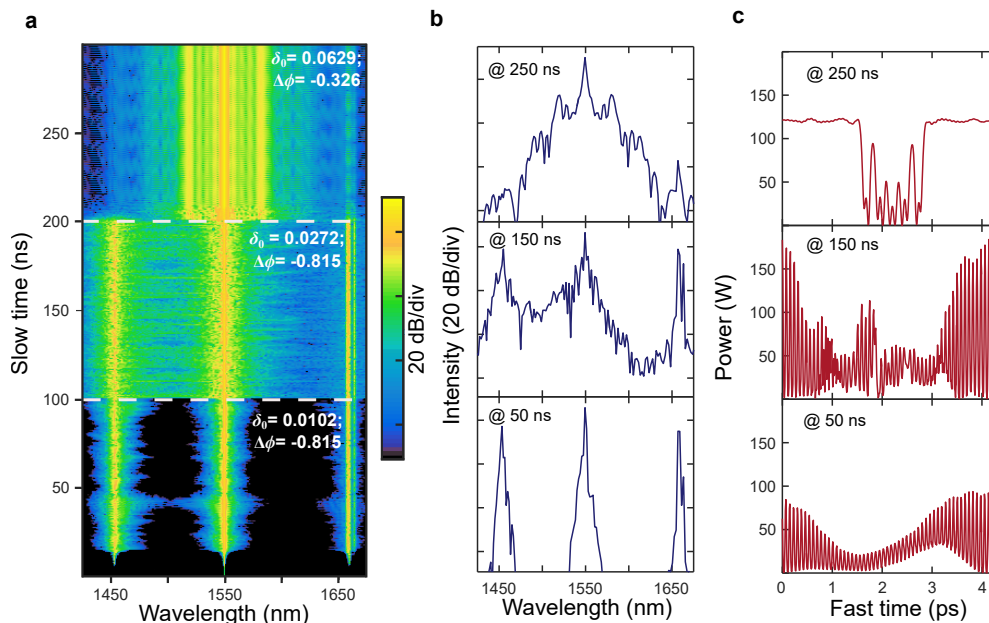 a
δ₀ = 0.0629;
Δϕ= -0.326
δ₀ = 0.0272;
Δϕ= -0.815
δ₀ = 0.0102;
Δϕ= -0.815
Slow time (ns)
250
200
150
100
50
1450
1550
1650
Wavelength (nm)
20 dB/div
b
@ 250 ns
@ 150 ns
@ 50 ns
Intensity (20 dB/div)
1450
1550
1650
Wavelength (nm)
c
@ 250 ns
150
100
50
@ 150 ns
150
100
50
@ 50 ns
150
100
50
Power (W)
0
1
2
3
4
Fast time (ps)